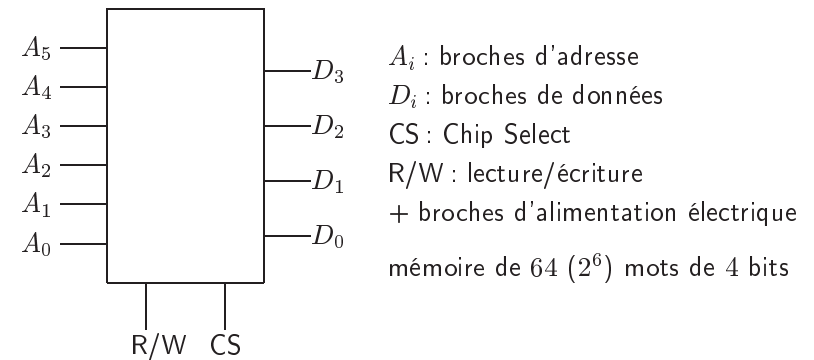 A5
A4
A3
A2
A1
A0
D3
D2
D1
D0
R/W CS
Ai : broches d'adresse
Di : broches de données
CS : Chip Select
R/W : lecture/écriture
+ broches d'alimentation électrique
mémoire de 64 (2^6) mots de 4 bits